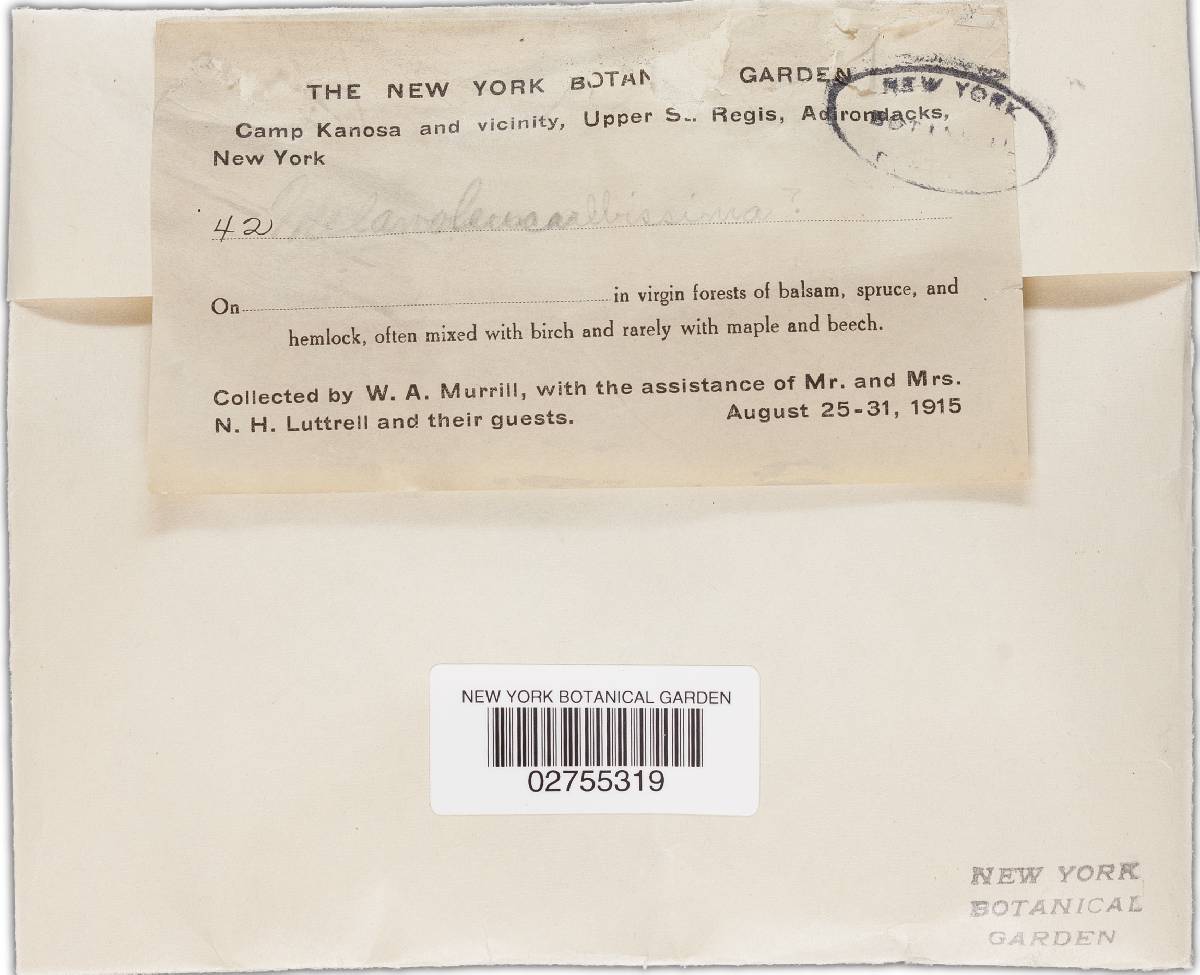 THE NEW YORK BOTAN GARDEN
Camp Kanosa and vicinity, Upper S.. Regis, Adirondacks,
New York
42 Melanoleuca albissima ?
On in virgin forests of balsam, spruce, and
hemlock, often mixed with birch and rarely with maple and beech.
Collected by W. A. Murrill, with the assistance of Mr. and Mrs.
N. H. Luttrell and their guests. August 25-31, 1915
NEW YORK
NEW YORK BOTANICAL GARDEN
02755319
NEW YORK
BOTANICAL
GARDEN